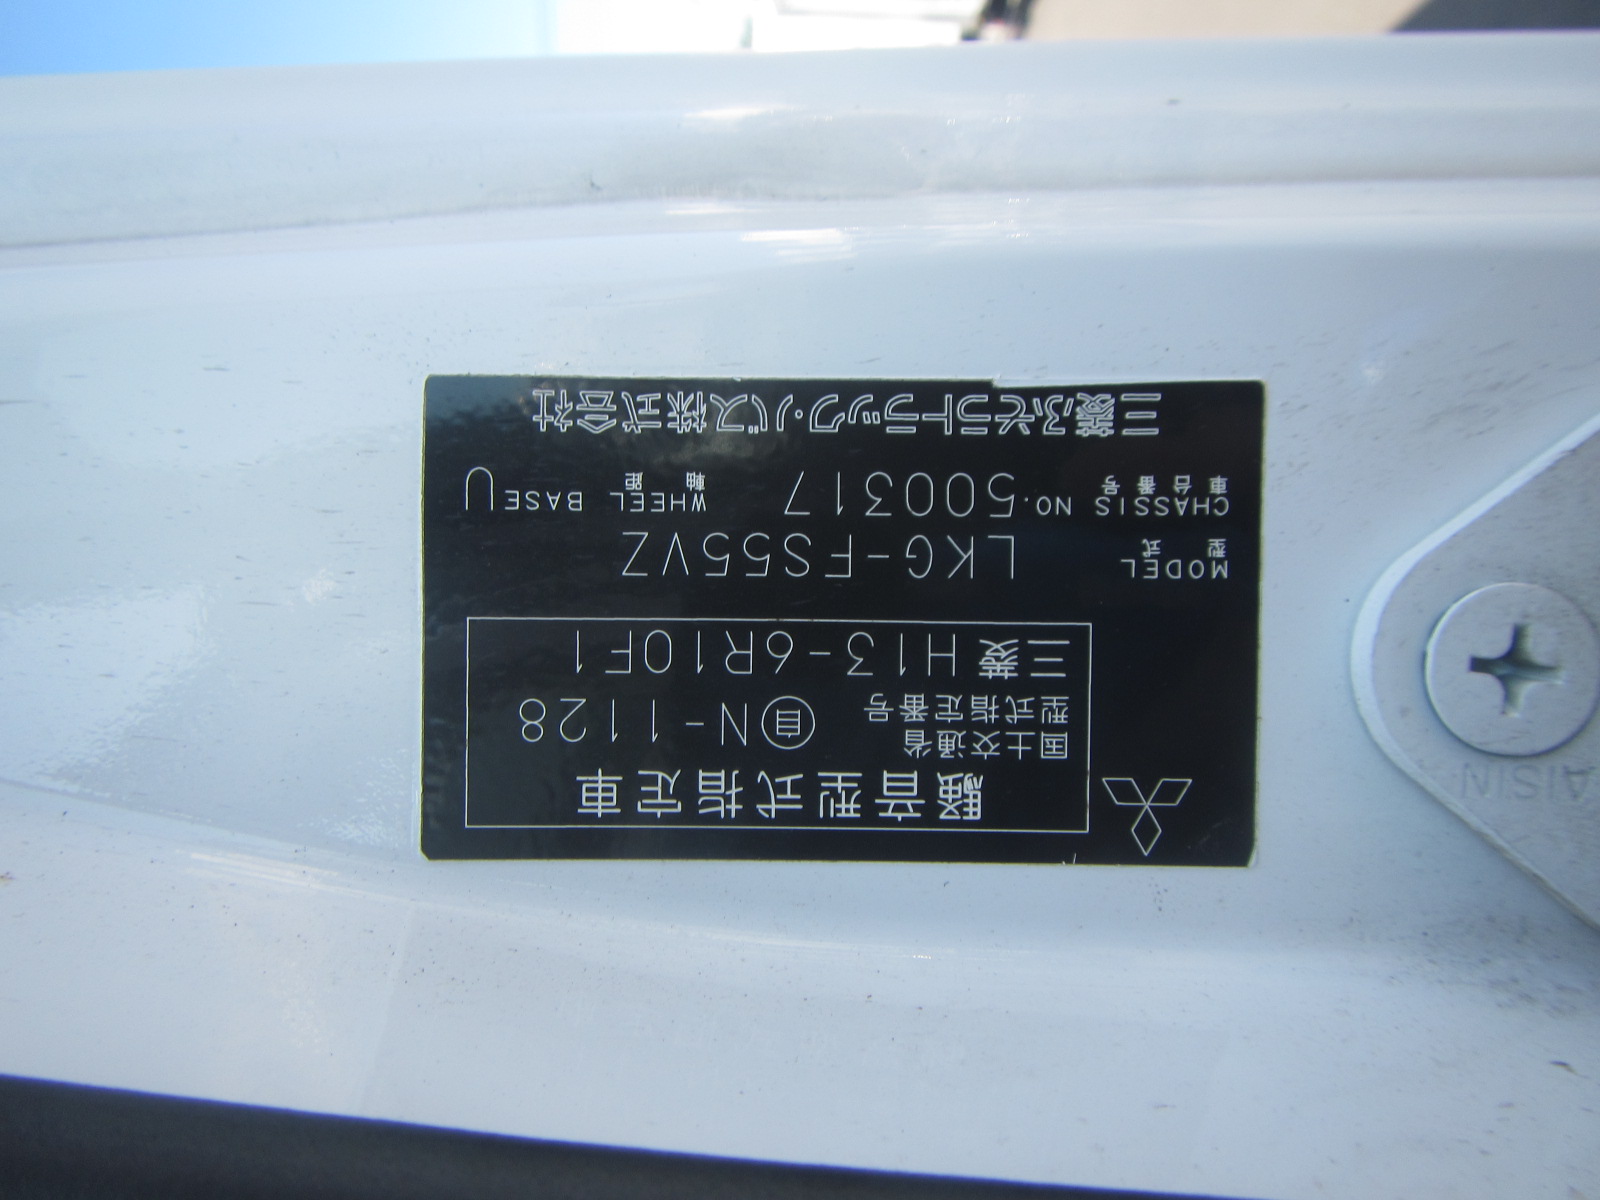 騒音型式指定車
国土交通省
型式指定番号 自N-1128
三菱 H13-6R10F1
MODEL 型式 LKG-FS55VZ
CHASSIS NO. 車台番号 500317 WHEEL BASE 軸距 U
三菱ふそうトラック・バス株式会社
AISIN